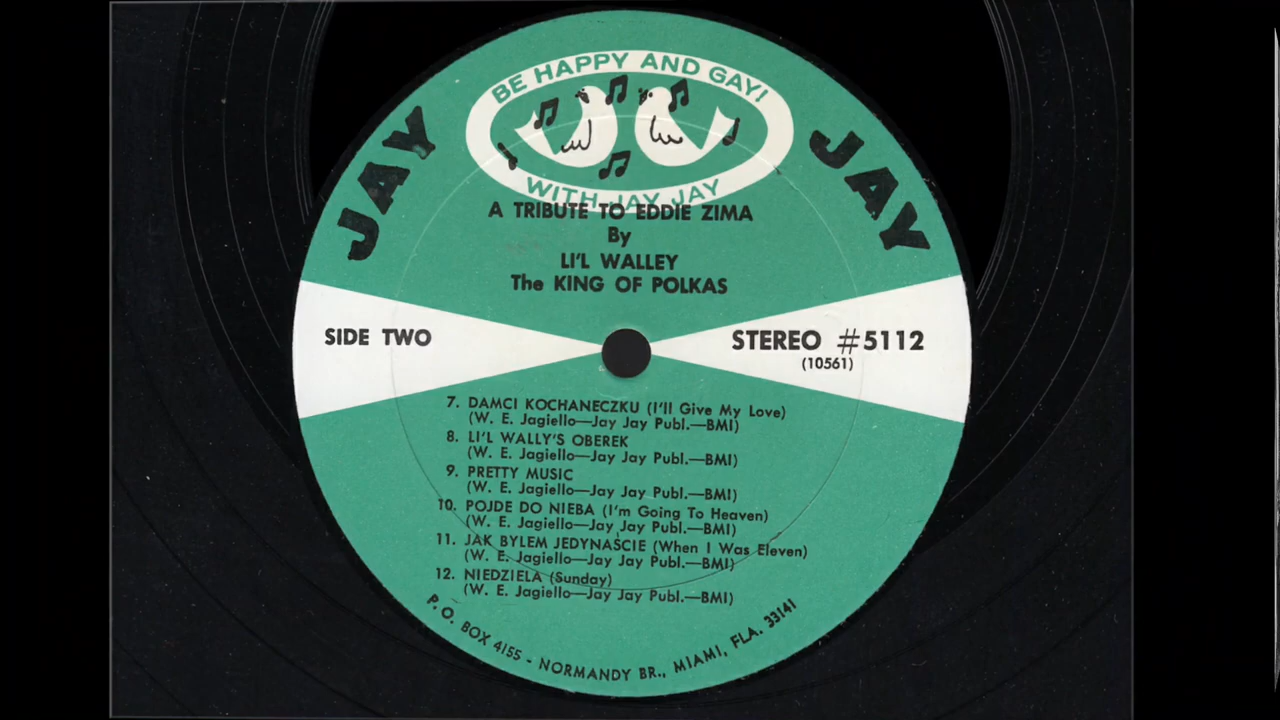 BE HAPPY AND GAY!
JAY JAY
WITH JAY JAY
A TRIBUTE TO EDDIE ZIMA
By
LI'L WALLEY
The KING OF POLKAS
SIDE TWO
STEREO #5112
(10561)
7. DAMCI KOCHANECZKU (I'll Give My Love)
(W. E. Jagiello—Jay Jay Publ.—BMI)
8. LI'L WALLY'S OBEREK
(W. E. Jagiello—Jay Jay Publ.—BMI)
9. PRETTY MUSIC
(W. E. Jagiello—Jay Jay Publ.—BMI)
10. POJDE DO NIEBA (I'm Going To Heaven)
(W. E. Jagiello—Jay Jay Publ.—BMI)
11. JAK BYLEM JEDYNAŚCIE (When I Was Eleven)
(W. E. Jagiello—Jay Jay Publ.—BMI)
12. NIEDZIELA (Sunday)
(W. E. Jagiello—Jay Jay Publ.—BMI)
P. O. BOX 4155 - NORMANDY BR., MIAMI, FLA. 33141